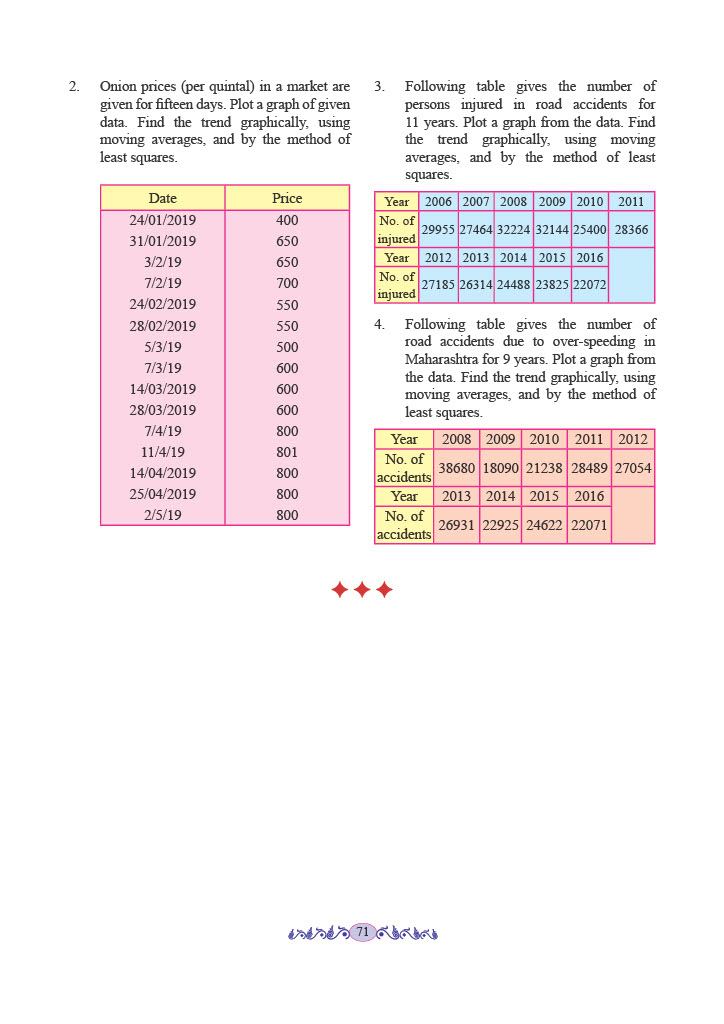 2. Onion prices (per quintal) in a market are
given for fifteen days. Plot a graph of given
data. Find the trend graphically, using
moving averages, and by the method of
least squares.
Date Price
24/01/2019 400
31/01/2019 650
3/2/19 650
7/2/19 700
24/02/2019 550
28/02/2019 550
5/3/19 500
7/3/19 600
14/03/2019 600
28/03/2019 600
7/4/19 800
11/4/19 801
14/04/2019 800
25/04/2019 800
2/5/19 800
3. Following table gives the number of
persons injured in road accidents for
11 years. Plot a graph from the data. Find
the trend graphically, using moving
averages, and by the method of least
squares.
Year 2006 2007 2008 2009 2010 2011
No. of
injured 29955 27464 32224 32144 25400 28366
Year 2012 2013 2014 2015 2016
No. of
injured 27185 26314 24488 23825 22072
4. Following table gives the number of
road accidents due to over-speeding in
Maharashtra for 9 years. Plot a graph from
the data. Find the trend graphically, using
moving averages, and by the method of
least squares.
Year 2008 2009 2010 2011 2012
No. of
accidents 38680 18090 21238 28489 27054
Year 2013 2014 2015 2016
No. of
accidents 26931 22925 24622 22071
71